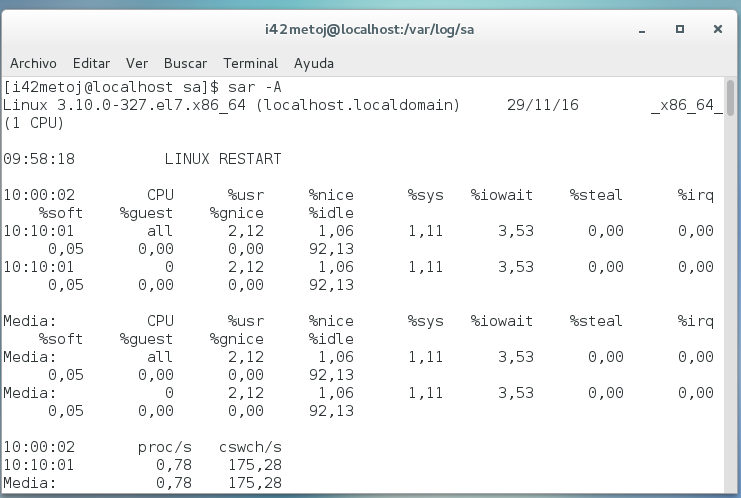 i42metoj@localhost:/var/log/sa
Archivo Editar Ver Buscar Terminal Ayuda
[i42metoj@localhost sa]$ sar -A
Linux 3.10.0-327.el7.x86_64 (localhost.localdomain) 29/11/16 _x86_64_
(1 CPU)
09:58:18 LINUX RESTART
10:00:02 CPU %usr %nice %sys %iowait %steal %irq
%soft %guest %gnice %idle
10:10:01 all 2,12 1,06 1,11 3,53 0,00 0,00
0,05 0,00 0,00 92,13
10:10:01 0 2,12 1,06 1,11 3,53 0,00 0,00
0,05 0,00 0,00 92,13
Media: CPU %usr %nice %sys %iowait %steal %irq
%soft %guest %gnice %idle
Media: all 2,12 1,06 1,11 3,53 0,00 0,00
0,05 0,00 0,00 92,13
Media: 0 2,12 1,06 1,11 3,53 0,00 0,00
0,05 0,00 0,00 92,13
10:00:02 proc/s cswch/s
10:10:01 0,78 175,28
Media: 0,78 175,28